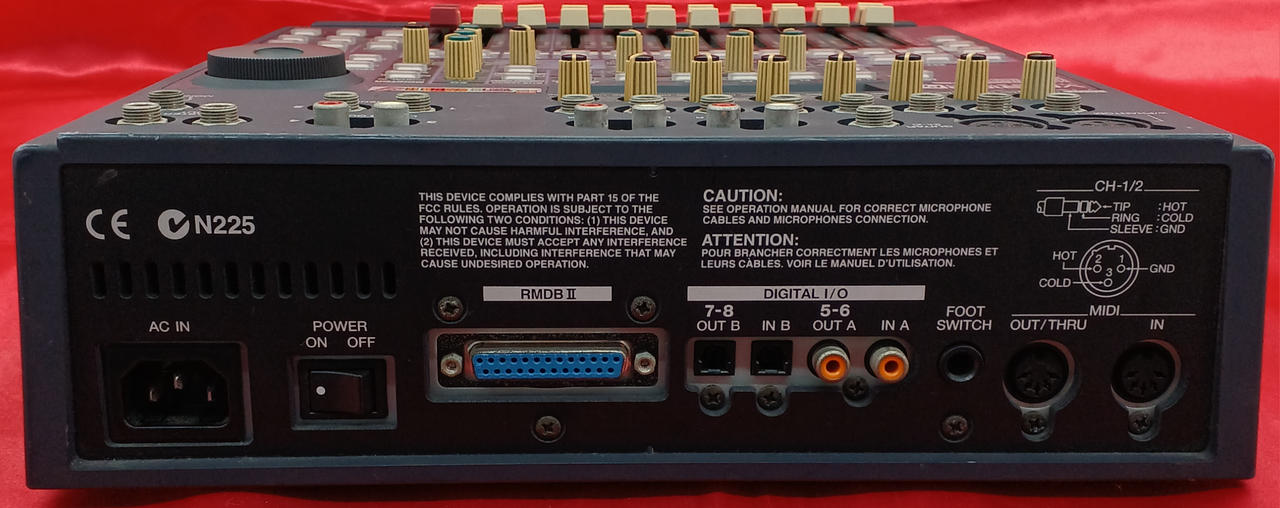 CE N225
THIS DEVICE COMPLIES WITH PART 15 OF THE
FCC RULES. OPERATION IS SUBJECT TO THE
FOLLOWING TWO CONDITIONS: (1) THIS DEVICE
MAY NOT CAUSE HARMFUL INTERFERENCE, AND
(2) THIS DEVICE MUST ACCEPT ANY INTERFERENCE
RECEIVED, INCLUDING INTERFERENCE THAT MAY
CAUSE UNDESIRED OPERATION.
CAUTION:
SEE OPERATION MANUAL FOR CORRECT MICROPHONE
CABLES AND MICROPHONES CONNECTION.
ATTENTION:
POUR BRANCHER CORRECTMENT LES MICROPHONES ET
LEURS CÂBLES. VOIR LE MANUEL D'UTILISATION.
CH-1/2
TIP :HOT
RING :COLD
SLEEVE :GND
HOT 2 1 GND
COLD 3
AC IN
POWER
ON OFF
RMDB II
DIGITAL I/O
7-8 5-6
OUT B IN B OUT A IN A
FOOT
SWITCH
MIDI
OUT/THRU IN